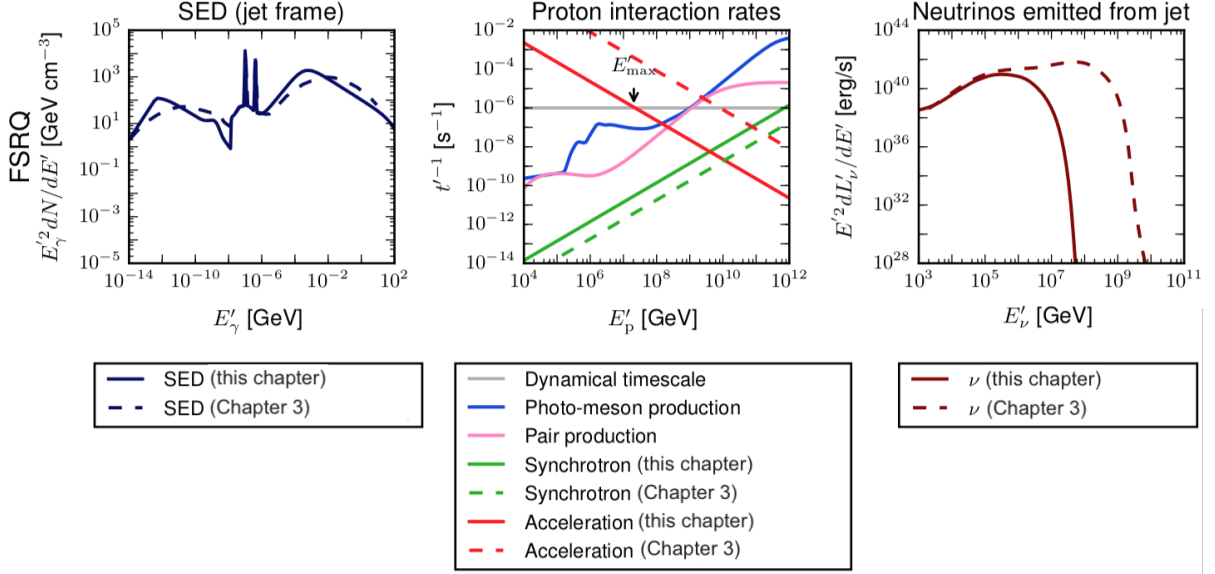 SED (jet frame)
Proton interaction rates
Neutrinos emitted from jet
FSRQ
E′γ² dN/dE′ [GeV cm⁻³]
10⁵
10³
10¹
10⁻¹
10⁻³
10⁻⁵
10⁻¹⁴ 10⁻¹⁰ 10⁻⁶ 10⁻² 10²
E′γ [GeV]
t′⁻¹ [s⁻¹]
10⁻²
10⁻⁴
10⁻⁶
10⁻⁸
10⁻¹⁰
10⁻¹²
10⁻¹⁴
E′max
10⁴ 10⁶ 10⁸ 10¹⁰ 10¹²
E′p [GeV]
E′² dL′ν/dE′ [erg/s]
10⁴⁴
10⁴⁰
10³⁶
10³²
10²⁸
10³ 10⁵ 10⁷ 10⁹ 10¹¹
E′ν [GeV]
SED (this chapter)
SED (Chapter 3)
Dynamical timescale
Photo-meson production
Pair production
Synchrotron (this chapter)
Synchrotron (Chapter 3)
Acceleration (this chapter)
Acceleration (Chapter 3)
ν (this chapter)
ν (Chapter 3)